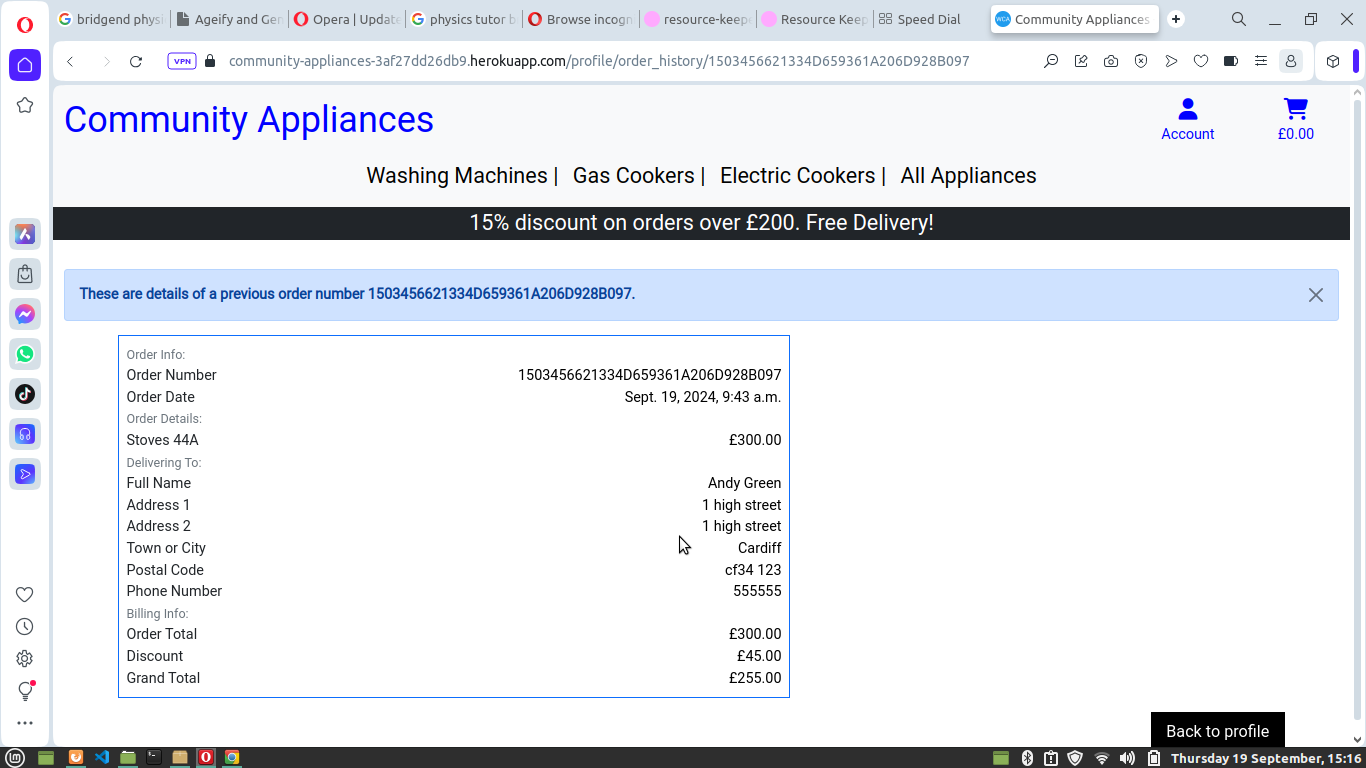 bridgend physi
Ageify and Gen
Opera | Update
physics tutor b
Browse incogn
resource-keepe
Resource Keep
Speed Dial
WCA
Community Appliances
VPN
community-appliances-3af27dd26db9.herokuapp.com/profile/order_history/1503456621334D659361A206D928B097
Community Appliances
Account
£0.00
Washing Machines | Gas Cookers | Electric Cookers | All Appliances
15% discount on orders over £200. Free Delivery!
These are details of a previous order number 1503456621334D659361A206D928B097.
Order Info:
Order Number 1503456621334D659361A206D928B097
Order Date Sept. 19, 2024, 9:43 a.m.
Order Details:
Stoves 44A £300.00
Delivering To:
Full Name Andy Green
Address 1 1 high street
Address 2 1 high street
Town or City Cardiff
Postal Code cf34 123
Phone Number 555555
Billing Info:
Order Total £300.00
Discount £45.00
Grand Total £255.00
Back to profile
Thursday 19 September, 15:16